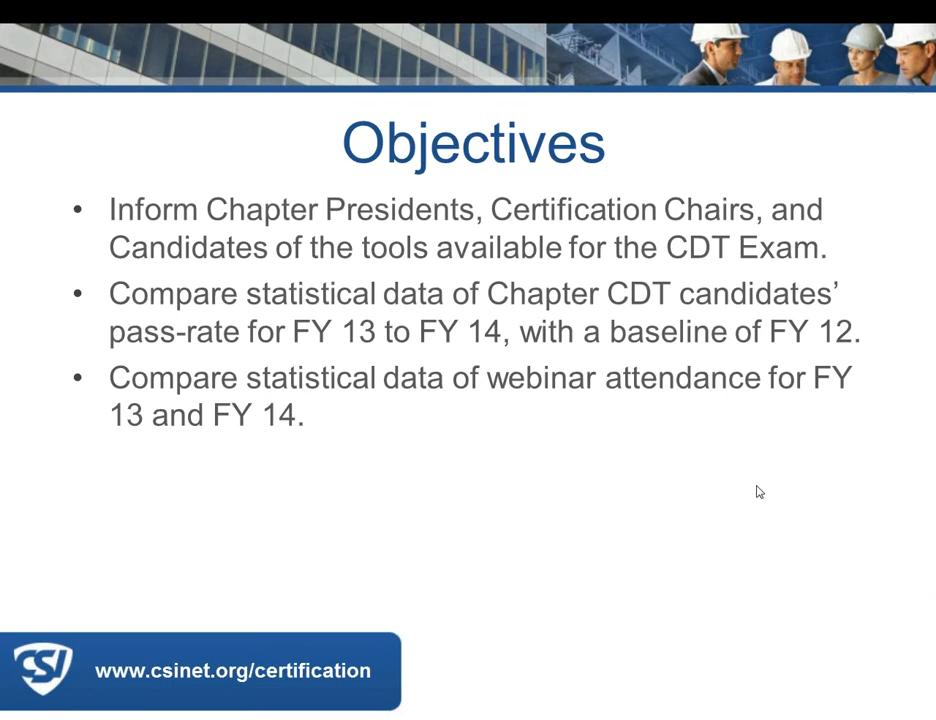 Objectives
• Inform Chapter Presidents, Certification Chairs, and
Candidates of the tools available for the CDT Exam.
• Compare statistical data of Chapter CDT candidates’
pass-rate for FY 13 to FY 14, with a baseline of FY 12.
• Compare statistical data of webinar attendance for FY
13 and FY 14.
CSI www.csinet.org/certification